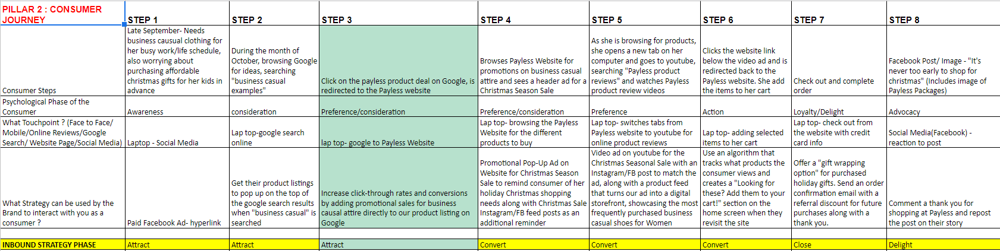 PILLAR 2 : CONSUMER
JOURNEY
STEP 1
STEP 2
STEP 3
STEP 4
STEP 5
STEP 6
STEP 7
STEP 8
Consumer Steps
Late September- Needs
business causual clothing for
her busy work/life schedule,
also worrying about
purchasing affordable
christmas gifts for her kids in
advance
During the month of
October, browsing Google
for ideas, searching
"business casual
examples"
Click on the payless product deal on Google, is
redirected to the Payless website
Browses Payless Website for
promotions on business casual
attire and sees a header ad for a
Christmas Season Sale
As she is browsing for products,
she opens a new tab on her
computer and goes to youtube,
searching "Payless product
reviews" and watches Payless
product review videos
Clicks the website link
below the video ad and is
redirected back to the
Payless website. She add
the items to her cart
Check out and complete
order
Facebook Post/ Image - "It's
never too early to shop for
christmas" (Includes image of
Payless Packages)
Psychological Phase of the
Consumer
Awareness
consideration
Preference/consideration
Preference/consideration
Preference
Action
Loyalty/Delight
Advocacy
What Touchpoint ? (Face to Face/
Mobile/Online Reviews/Google
Search/ Website Page/Social Media)
Laptop - Social Media
Lap top-google search
online
lap top- google to Payless Website
Lap top- browsing the Payless
Website for the different
products to buy
Lap top- switches tabs from
Payless website to youtube for
online product reviews
Lap top- adding selected
items to her cart
Lap top- check out from
the website with credit
card info
Social Media(Facebook) -
reaction to post
What Strategy can be used by the
Brand to interact with you as a
consumer ?
Paid Facebook Ad- hyperlink
Get their product listings
to pop up on the top of
the google search results
when "business casual" is
searched
Increase click-through rates and conversions
by adding promotional sales for business
causal attire directly to our product listing on
Google
Promotional Pop-Up Ad on
Website for Christmas Season
Sale to remind consumer of her
holiday Christmas shopping
needs along with Christmas Sale
Instagram/FB feed posts as an
additional reminder
Video ad on youtube for the
Christmas Seasonal Sale with an
Instagram/FB post to match the
ad, along with a product feed
that turns our ad into a digital
storefront, showcasing the most
frequently purchased business
casual shoes for Women
Use an algorithm that
tracks what products the
consumer views and
creates a "Looking for
these? Add them to your
cart!" section on the
home screen when they
revisit the site
Offer a "gift wrapping
option" for purchased
holiday gifts. Send an order
confirmation email with a
referral discount for future
purchases along with a
thank you.
Comment a thank you for
shopping at Payless and repost
the post on their story
INBOUND STRATEGY PHASE
Attract
Attract
Attract
Convert
Convert
Convert
Close
Delight